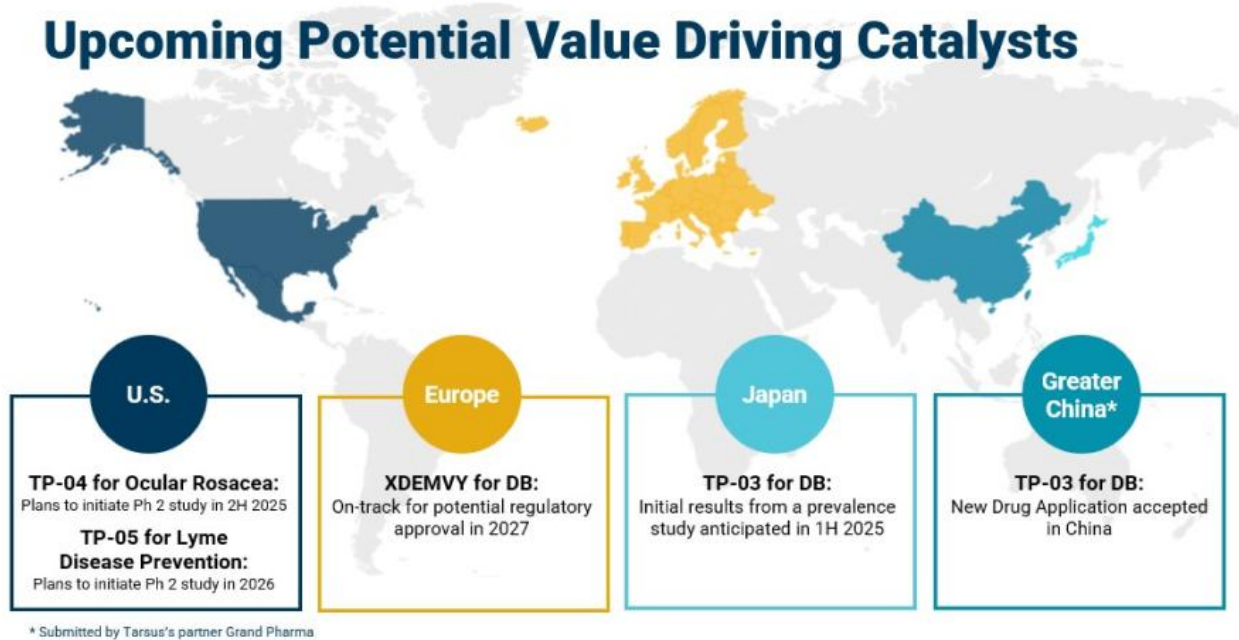 Upcoming Potential Value Driving Catalysts
U.S.
TP-04 for Ocular Rosacea:
Plans to initiate Ph 2 study in 2H 2025
TP-05 for Lyme
Disease Prevention:
Plans to initiate Ph 2 study in 2026
Europe
XDEMVY for DB:
On-track for potential regulatory
approval in 2027
Japan
TP-03 for DB:
Initial results from a prevalence
study anticipated in 1H 2025
Greater
China*
TP-03 for DB:
New Drug Application accepted
in China
* Submitted by Tarsus's partner Grand Pharma